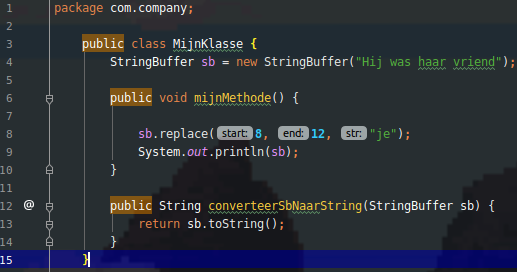 1 package com.company;
2
3 public class MijnKlasse {
4 StringBuffer sb = new StringBuffer("Hij was haar vriend");
5
6 public void mijnMethode() {
7
8 sb.replace( start: 8, end: 12, str: "je");
9 System.out.println(sb);
10 }
11
12 @ public String converteerSbNaarString(StringBuffer sb) {
13 return sb.toString();
14 }
15 }